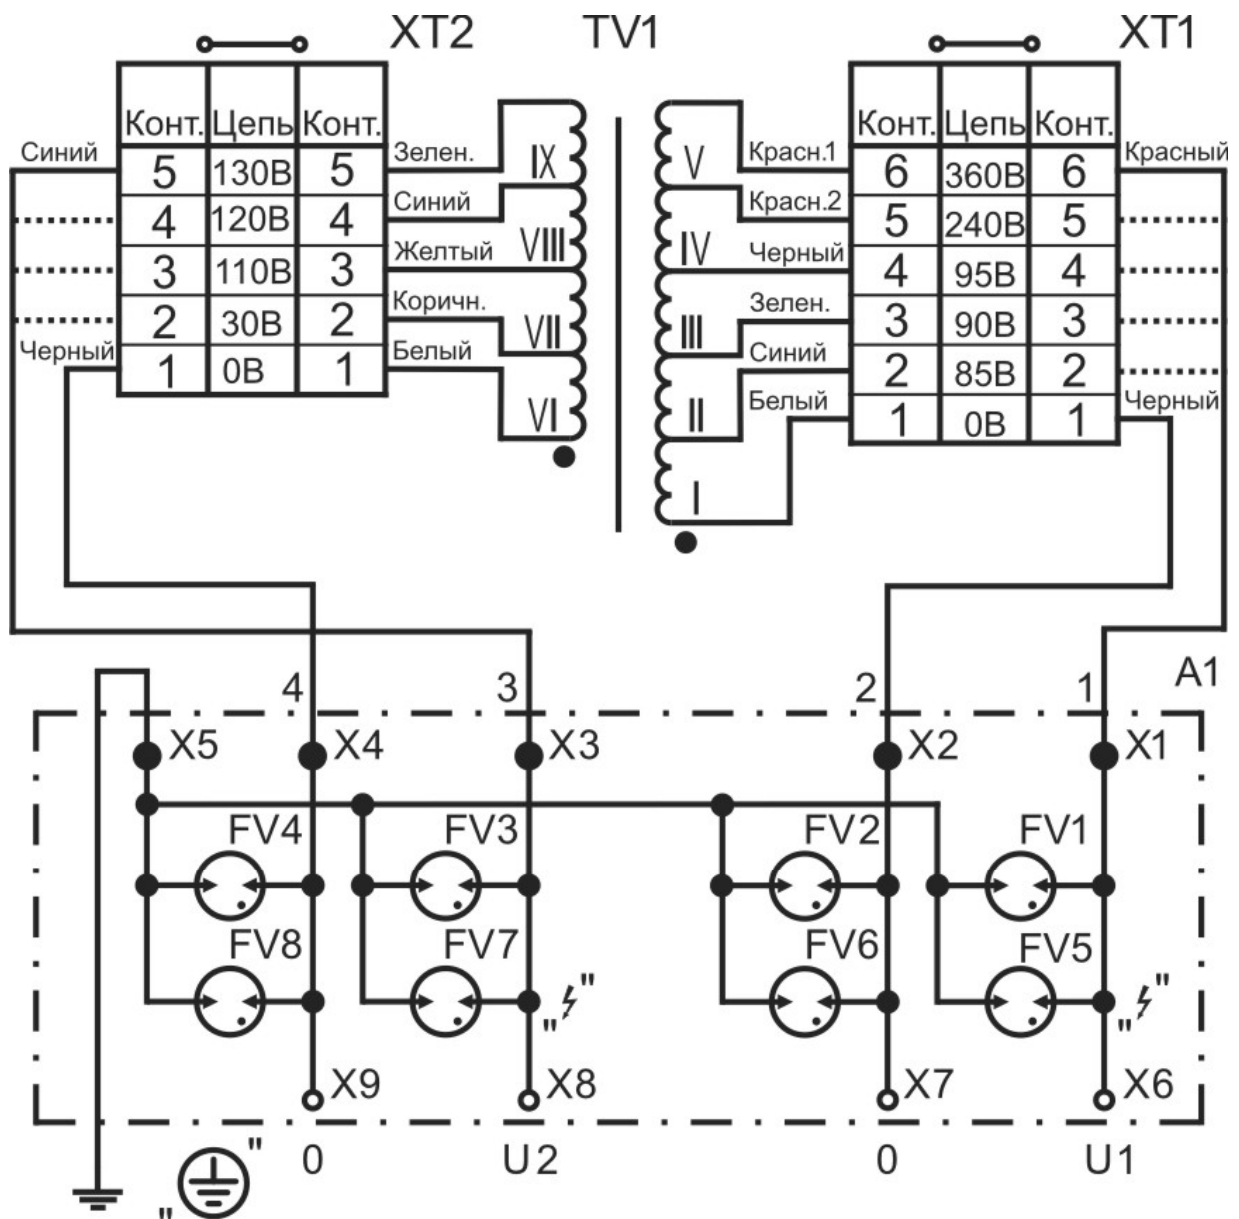 XT2 TV1 XT1
Конт. Цепь Конт. Конт. Цепь Конт.
Синий 5 130В 5 Зелен. IX V Красн.1 6 360В 6 Красный
4 120В 4 Синий Красн.2 5 240В 5
3 110В 3 Желтый VIII IV Черный 4 95В 4
2 30В 2 Коричн. VII III Зелен. 3 90В 3
Черный 1 0В 1 Белый VI II Синий 2 85В 2
Белый 1 0В 1 Черный
I
4 3 2 1 A1
X5 X4 X3 X2 X1
FV4 FV3 FV2 FV1
FV8 FV7 FV6 FV5
" " " "
X9 X8 X7 X6
" " 0 U2 0 U1